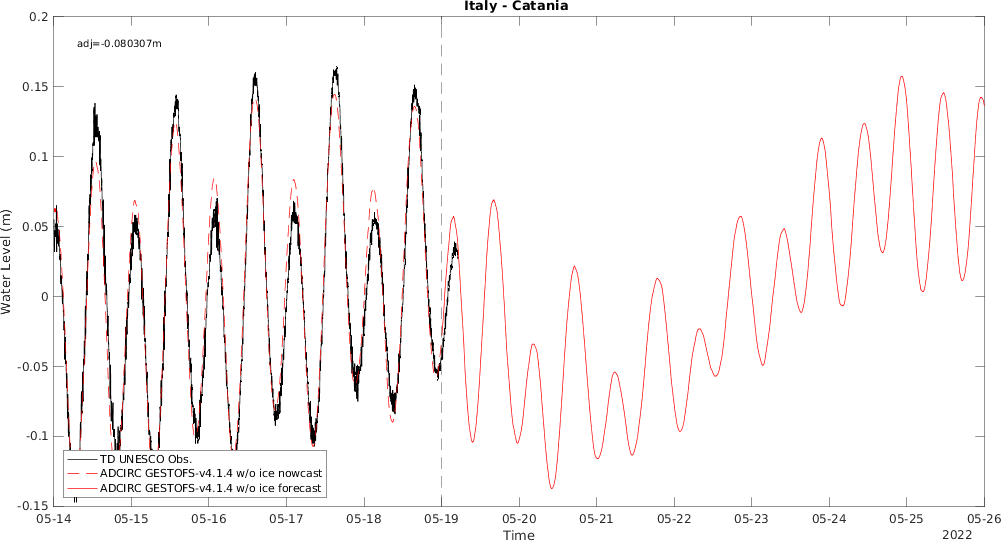 Italy - Catania
adj=-0.080307m
Water Level (m)
0.2
0.15
0.1
0.05
0
-0.05
-0.1
-0.15
TD UNESCO Obs.
ADCIRC GESTOFS-v4.1.4 w/o ice nowcast
ADCIRC GESTOFS-v4.1.4 w/o ice forecast
05-14 05-15 05-16 05-17 05-18 05-19 05-20 05-21 05-22 05-23 05-24 05-25 05-26
Time
2022